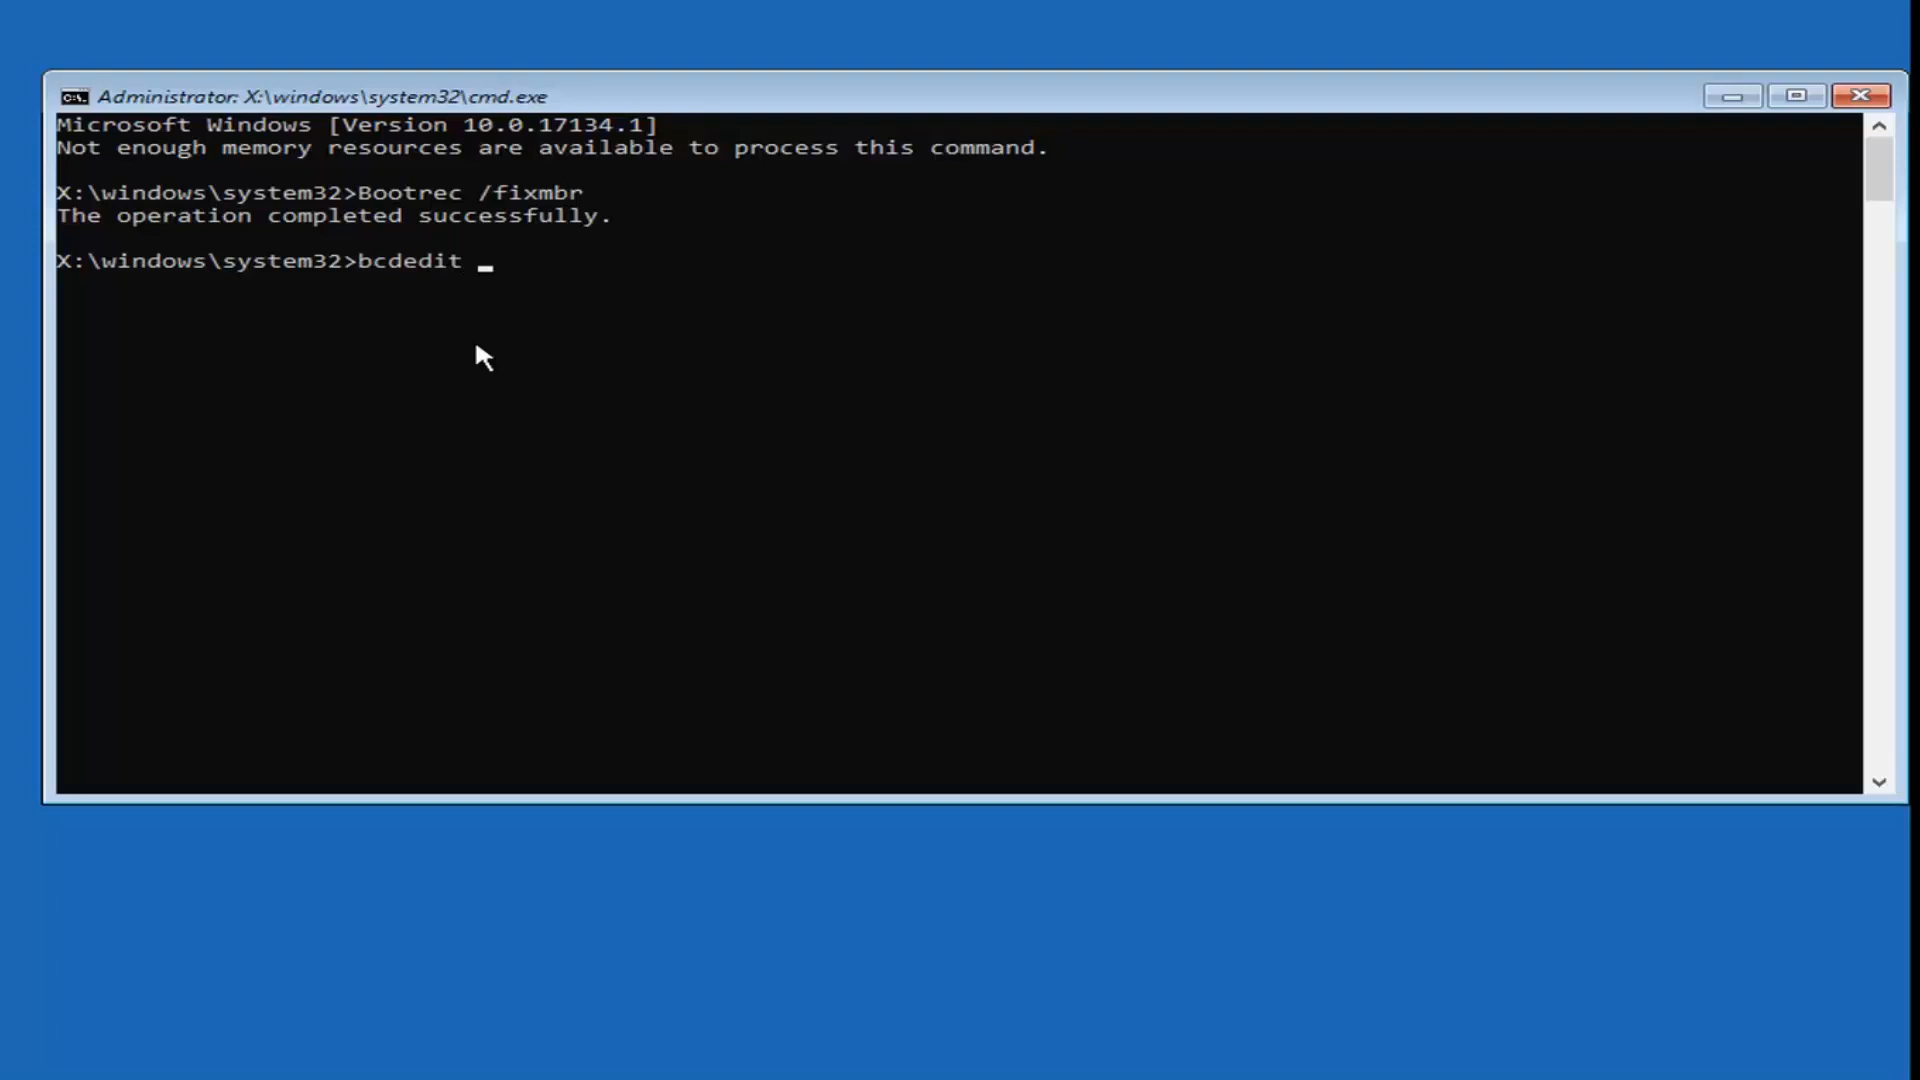 Administrator: X:\windows\system32\cmd.exe
Microsoft Windows [Version 10.0.17134.1]
Not enough memory resources are available to process this command.
X:\windows\system32>Bootrec /fixmbr
The operation completed successfully.
X:\windows\system32>bcdedit _